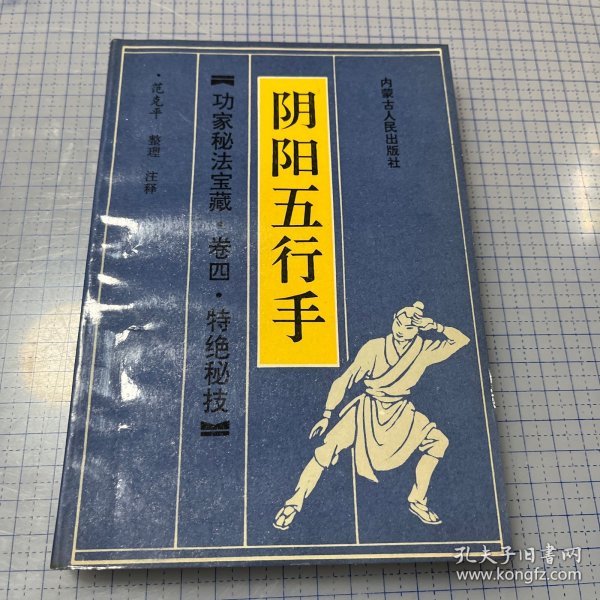 内蒙古人民出版社
阴阳五行手
【功家秘法宝藏·卷四·特绝秘技】
·范克平 整理 注释
孔夫子旧书网
www.kongfz.com